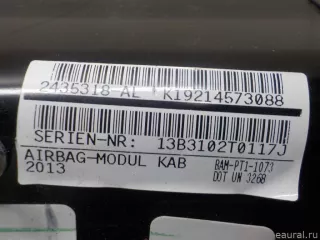 2435318-AL K19214573088
SERIEN-NR: 13B3102T0117J
AIRBAG-MODUL KAB
2013
BAM-PT1-1073
DOT UN 3268
eaural.ru